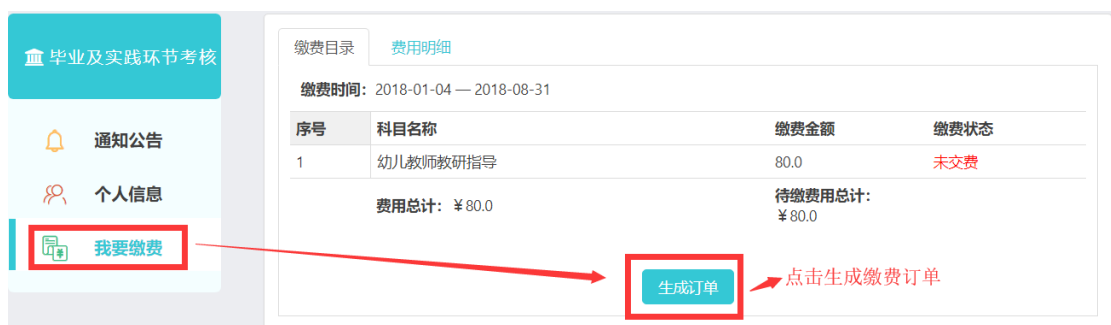 毕业及实践环节考核
通知公告
个人信息
我要缴费
缴费目录 费用明细
缴费时间：2018-01-04 — 2018-08-31
序号 科目名称 缴费金额 缴费状态
1 幼儿教师教研指导 80.0 未交费
费用总计：￥80.0 待缴费用总计：
￥80.0
生成订单 点击生成缴费订单